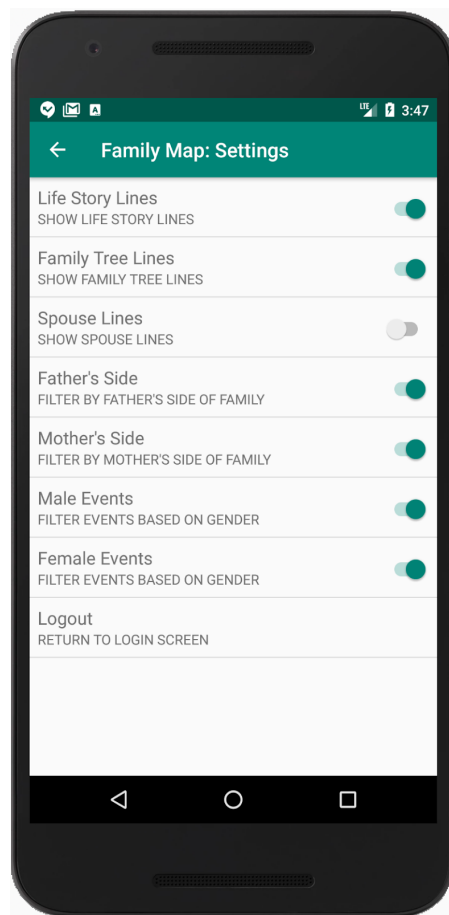 LTE 3:47
Family Map: Settings
Life Story Lines
SHOW LIFE STORY LINES
Family Tree Lines
SHOW FAMILY TREE LINES
Spouse Lines
SHOW SPOUSE LINES
Father's Side
FILTER BY FATHER'S SIDE OF FAMILY
Mother's Side
FILTER BY MOTHER'S SIDE OF FAMILY
Male Events
FILTER EVENTS BASED ON GENDER
Female Events
FILTER EVENTS BASED ON GENDER
Logout
RETURN TO LOGIN SCREEN